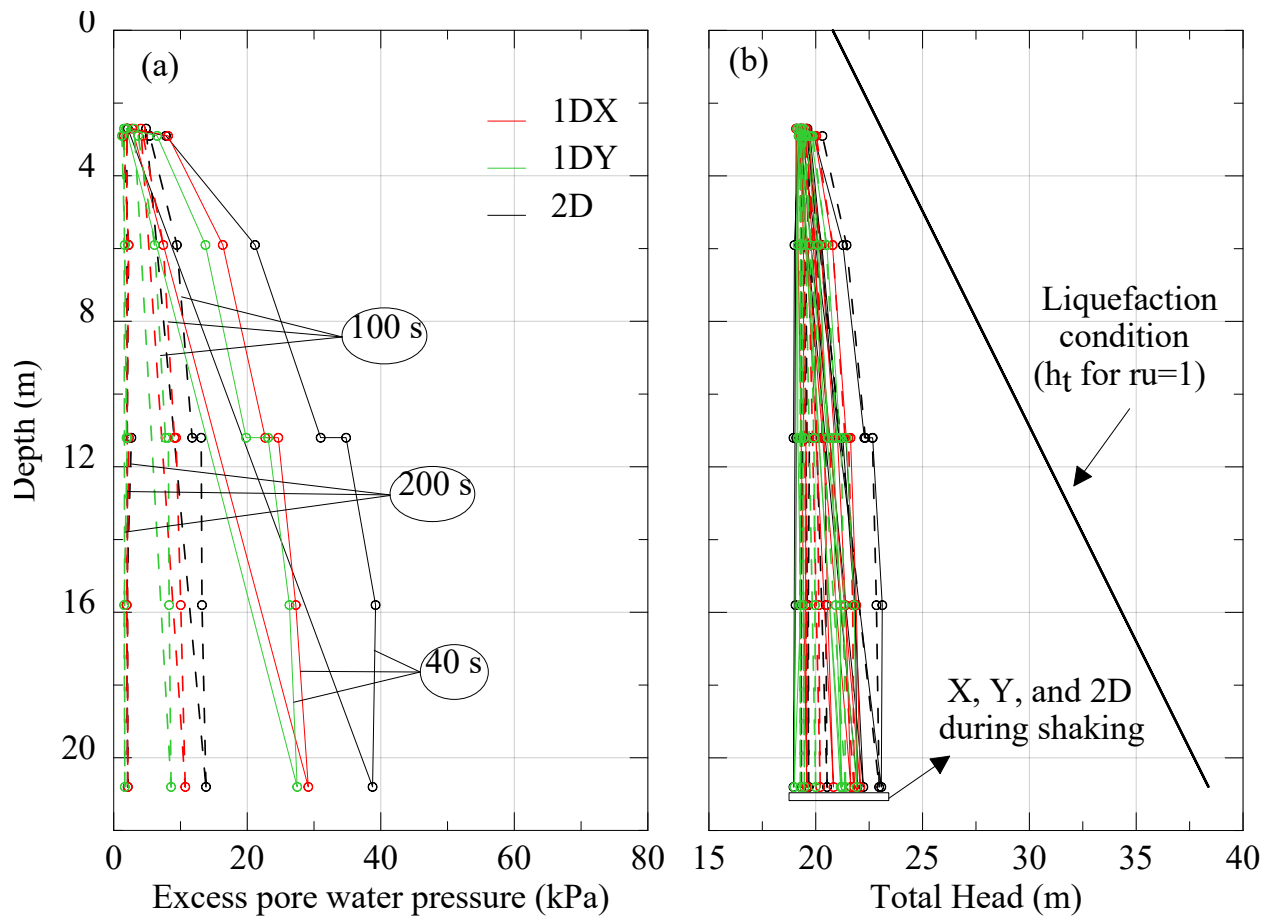 0
4
8
12
16
20
Depth (m)
(a)
1DX
1DY
2D
100 s
200 s
40 s
0
20
40
60
80
Excess pore water pressure (kPa)
(b)
Liquefaction
condition
(ht for ru=1)
X, Y, and 2D
during shaking
15
20
25
30
35
40
Total Head (m)